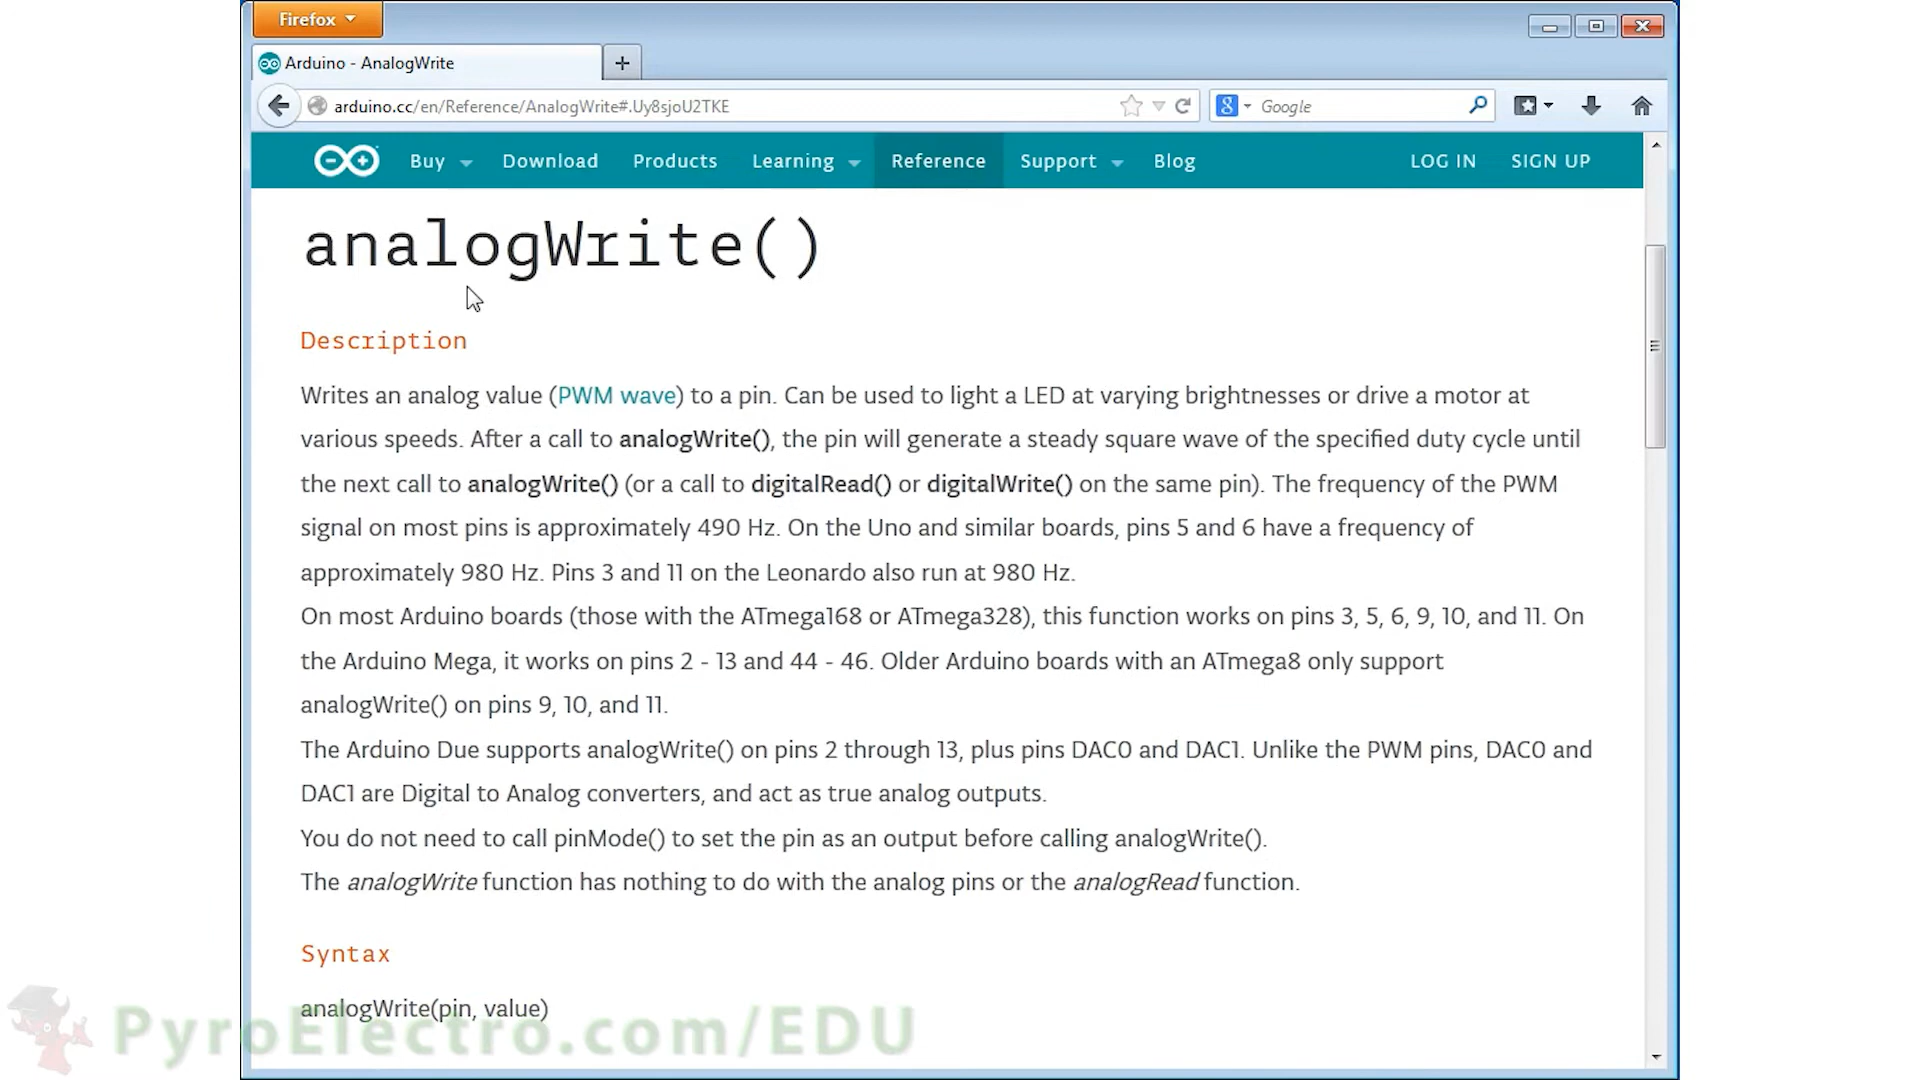 Firefox
Arduino - AnalogWrite
arduino.cc/en/Reference/AnalogWrite#.Uy8sjoU2TKE
Google
Buy Download Products Learning Reference Support Blog LOG IN SIGN UP
analogWrite()
Description
Writes an analog value (PWM wave) to a pin. Can be used to light a LED at varying brightnesses or drive a motor at
various speeds. After a call to analogWrite(), the pin will generate a steady square wave of the specified duty cycle until
the next call to analogWrite() (or a call to digitalRead() or digitalWrite() on the same pin). The frequency of the PWM
signal on most pins is approximately 490 Hz. On the Uno and similar boards, pins 5 and 6 have a frequency of
approximately 980 Hz. Pins 3 and 11 on the Leonardo also run at 980 Hz.
On most Arduino boards (those with the ATmega168 or ATmega328), this function works on pins 3, 5, 6, 9, 10, and 11. On
the Arduino Mega, it works on pins 2 - 13 and 44 - 46. Older Arduino boards with an ATmega8 only support
analogWrite() on pins 9, 10, and 11.
The Arduino Due supports analogWrite() on pins 2 through 13, plus pins DAC0 and DAC1. Unlike the PWM pins, DAC0 and
DAC1 are Digital to Analog converters, and act as true analog outputs.
You do not need to call pinMode() to set the pin as an output before calling analogWrite().
The analogWrite function has nothing to do with the analog pins or the analogRead function.
Syntax
analogWrite(pin, value)
PyroElectro.com/EDU